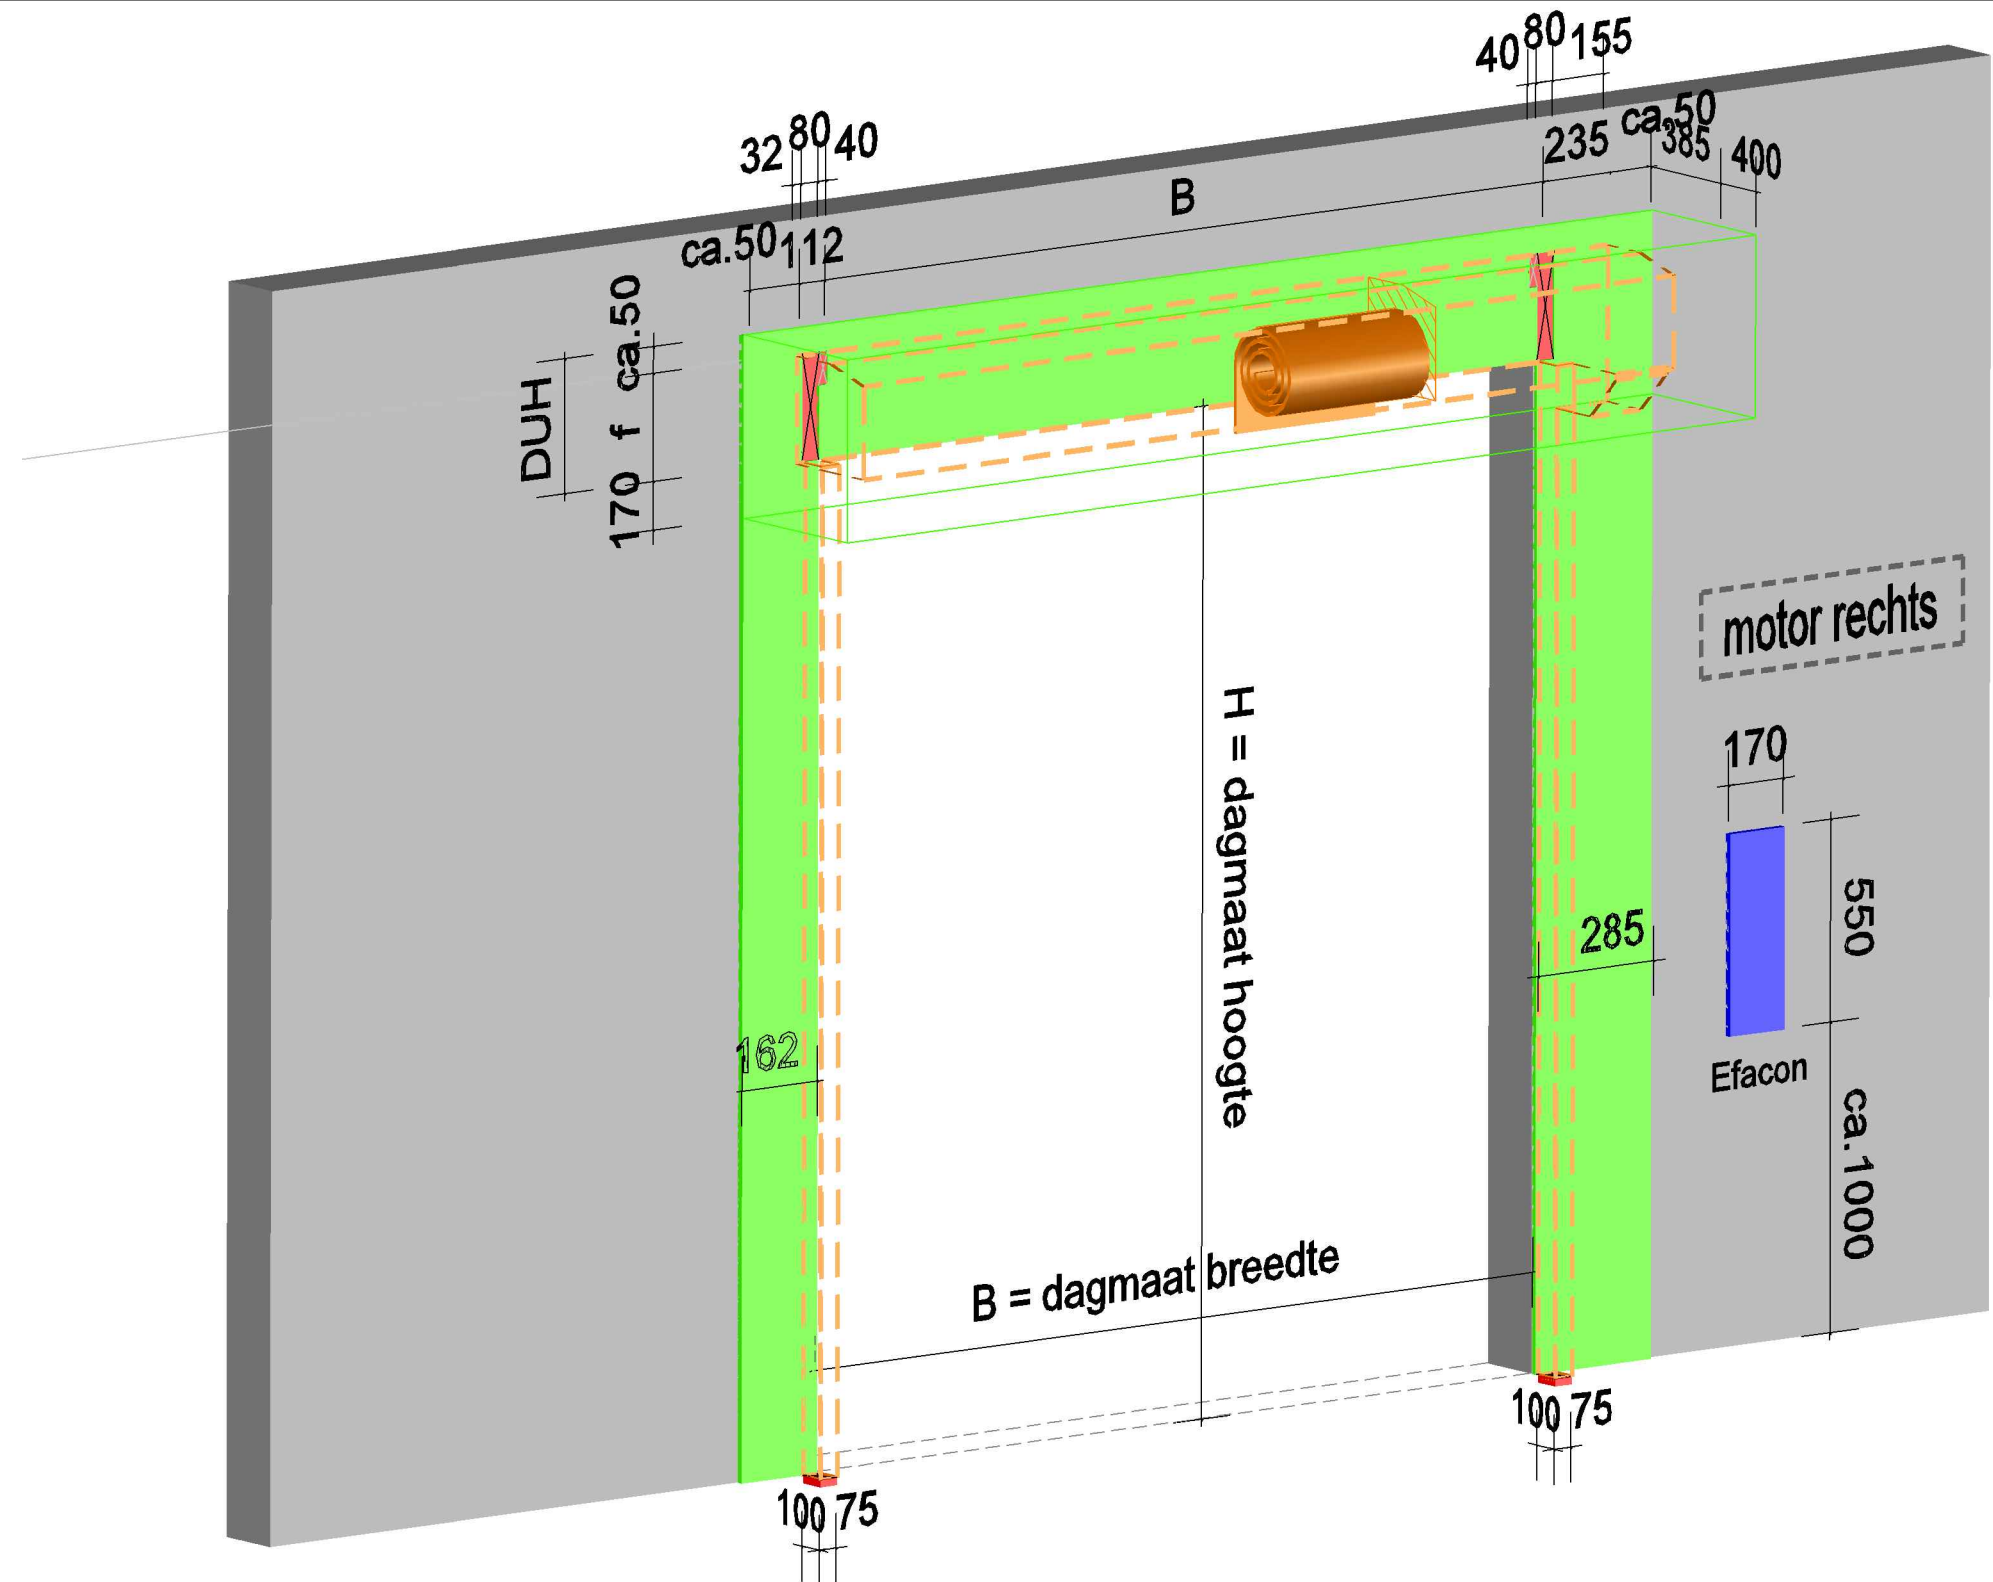 40 80 155
32 80 40
ca.50
235
385
400
B
ca.50 112
ca.50
DUH
f
170
motor rechts
H = dagmaat hoogte
170
550
285
162
Efacon
ca.1000
B = dagmaat breedte
100 75
100 75